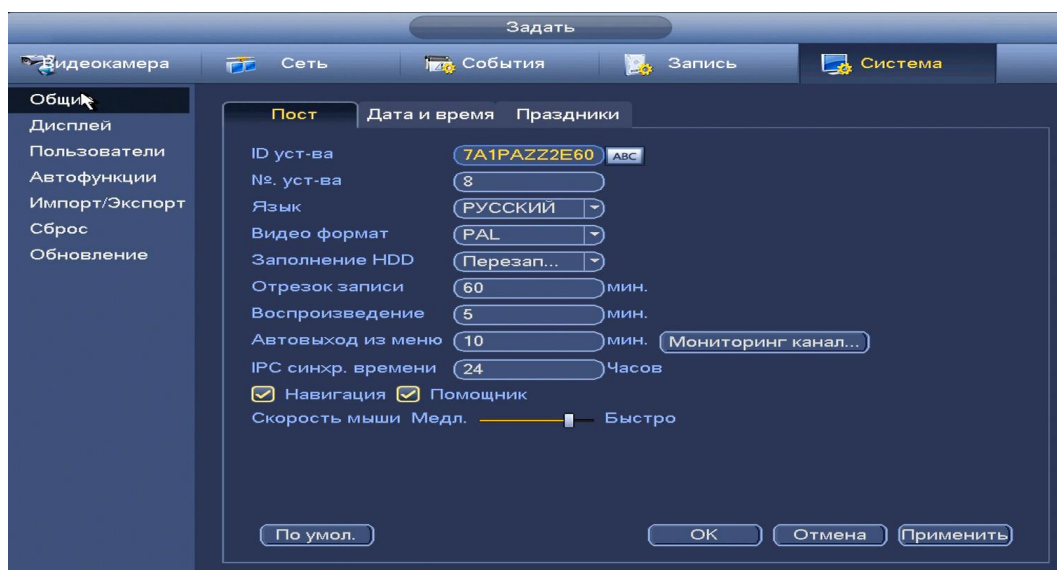 Задать
Видеокамера Сеть События Запись Система
Общие
Дисплей
Пользователи
Автофункции
Импорт/Экспорт
Сброс
Обновление
Пост Дата и время Праздники
ID уст-ва 7A1PAZZ2E60 ABC
№. уст-ва 8
Язык РУССКИЙ
Видео формат PAL
Заполнение HDD Перезап...
Отрезок записи 60 мин.
Воспроизведение 5 мин.
Автовыход из меню 10 мин. Мониторинг канал...
IPC синхр. времени 24 Часов
Навигация Помощник
Скорость мыши Медл. Быстро
По умол. OK Отмена Применить